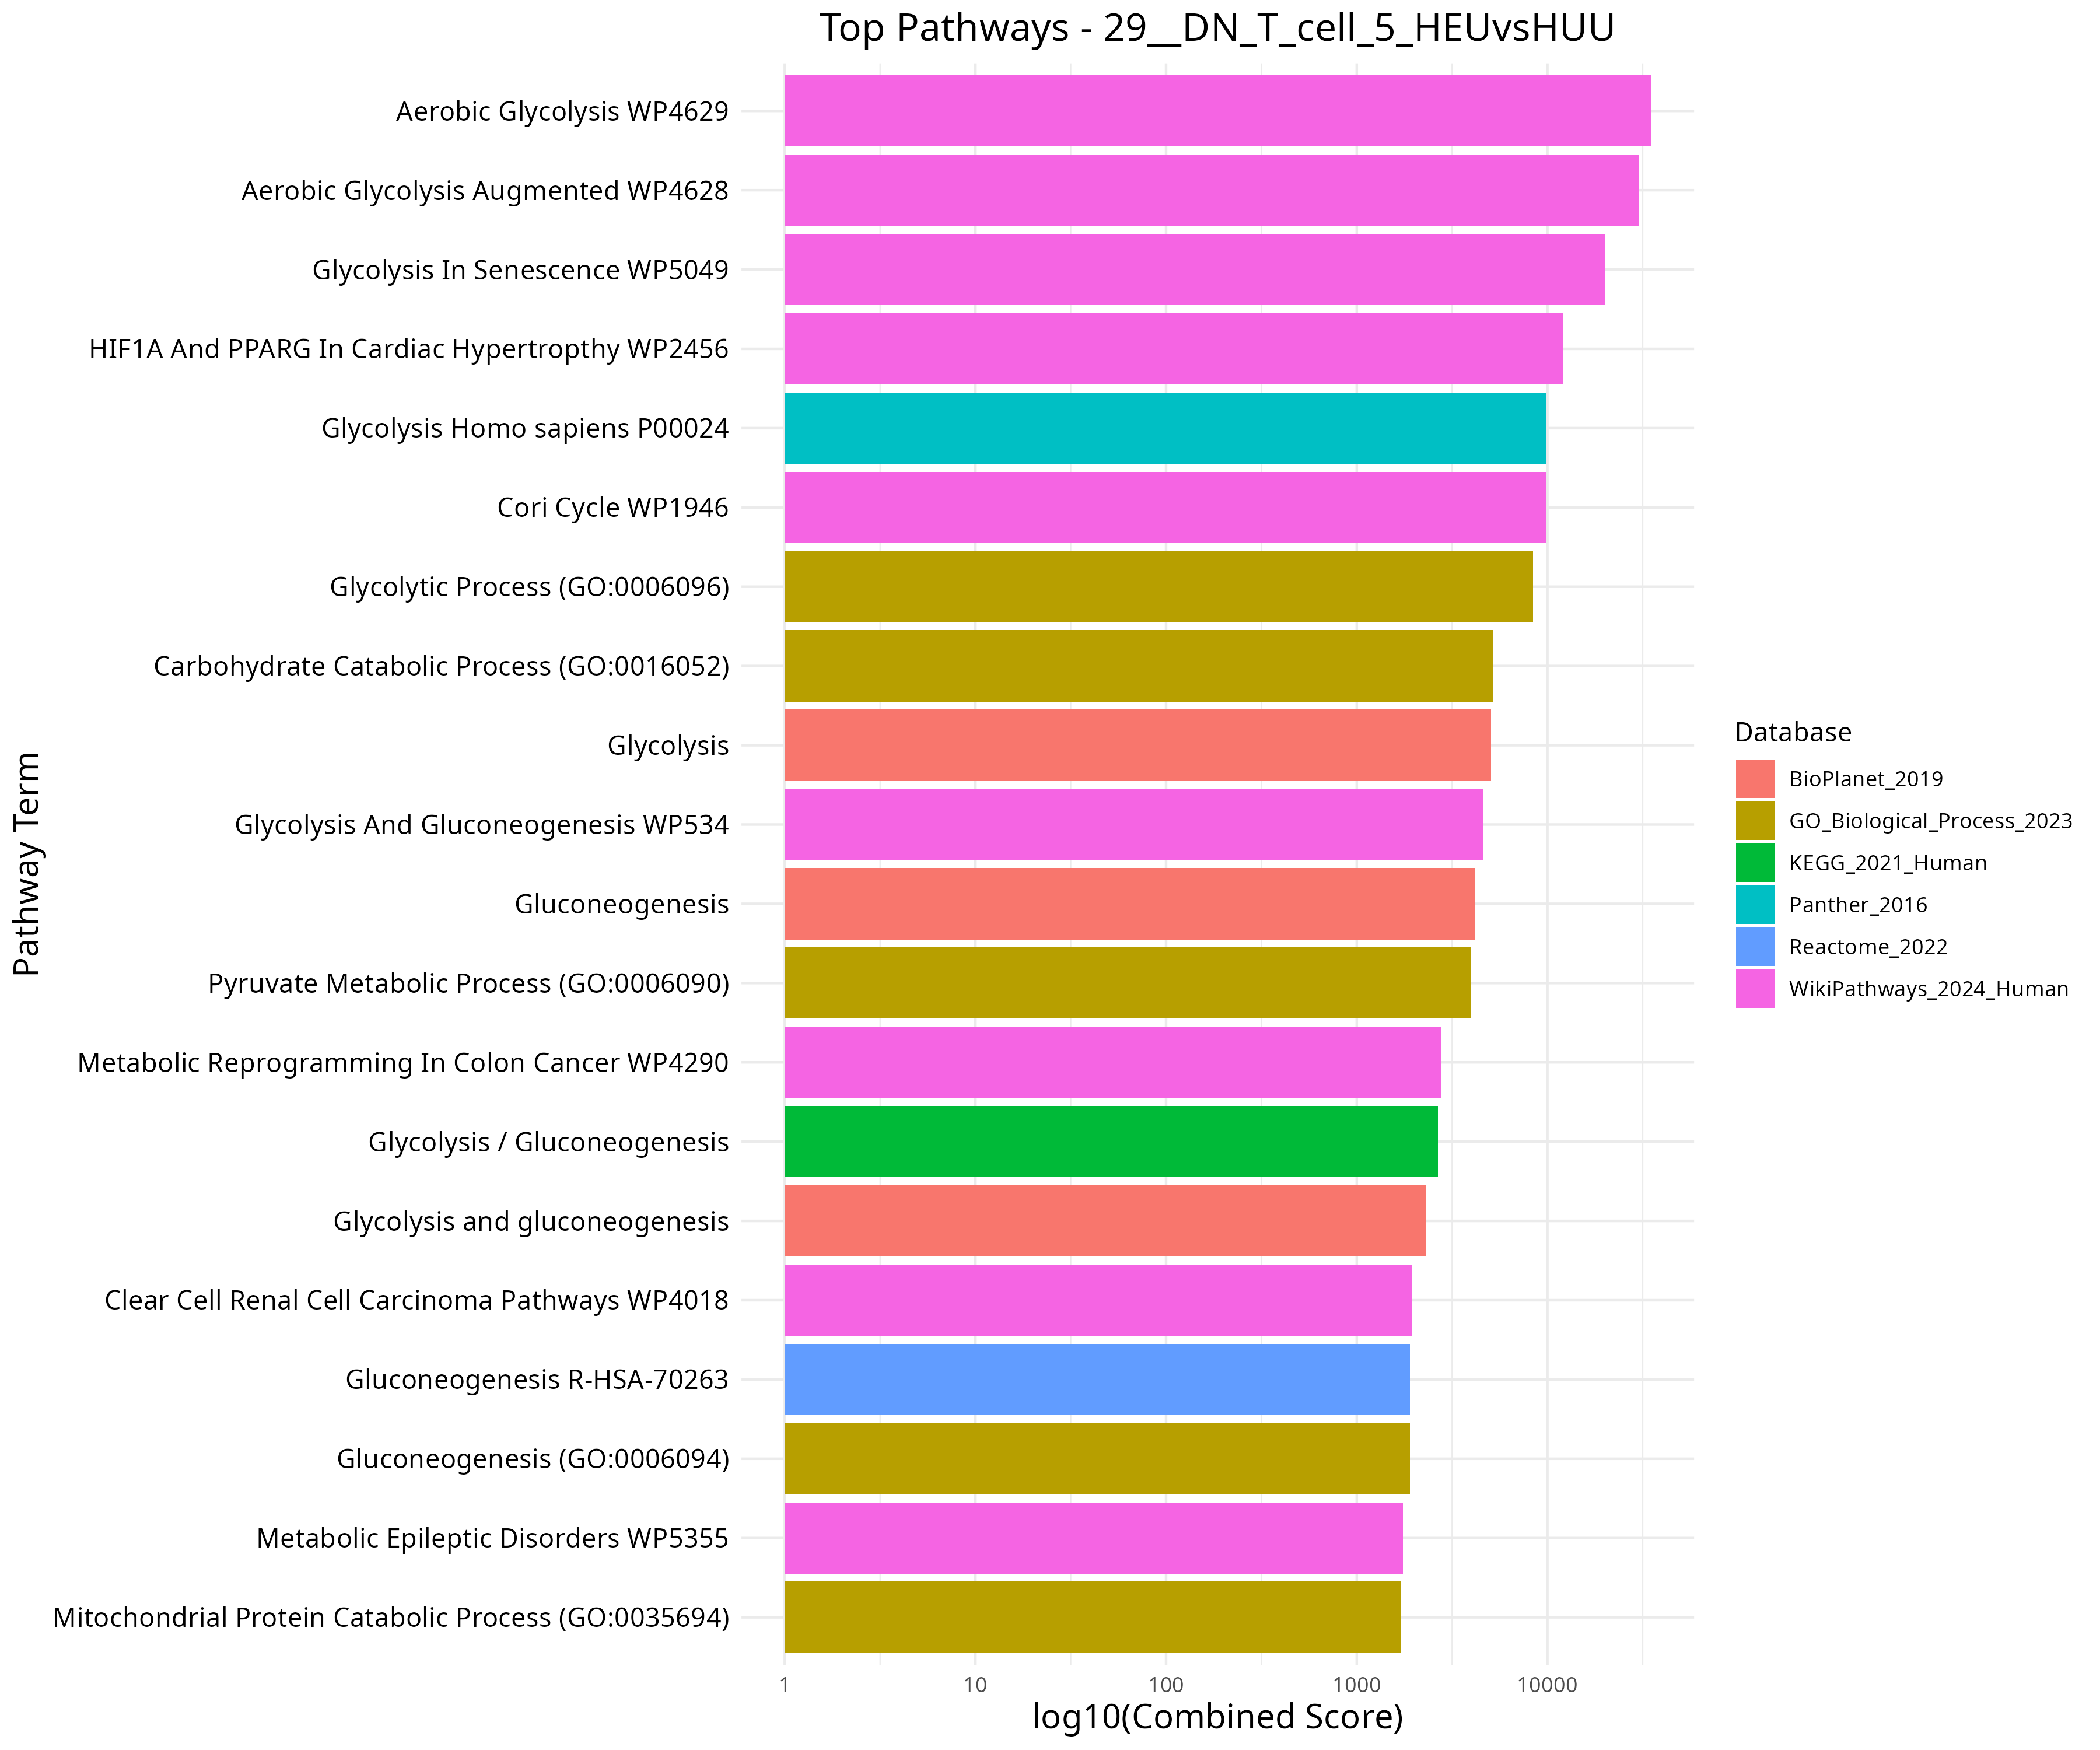 Top Pathways - 29__DN_T_cell_5_HEUvsHUU
Pathway Term
Aerobic Glycolysis WP4629
Aerobic Glycolysis Augmented WP4628
Glycolysis In Senescence WP5049
HIF1A And PPARG In Cardiac Hypertropthy WP2456
Glycolysis Homo sapiens P00024
Cori Cycle WP1946
Glycolytic Process (GO:0006096)
Carbohydrate Catabolic Process (GO:0016052)
Glycolysis
Glycolysis And Gluconeogenesis WP534
Gluconeogenesis
Pyruvate Metabolic Process (GO:0006090)
Metabolic Reprogramming In Colon Cancer WP4290
Glycolysis / Gluconeogenesis
Glycolysis and gluconeogenesis
Clear Cell Renal Cell Carcinoma Pathways WP4018
Gluconeogenesis R-HSA-70263
Gluconeogenesis (GO:0006094)
Metabolic Epileptic Disorders WP5355
Mitochondrial Protein Catabolic Process (GO:0035694)
1 10 100 1000 10000
log10(Combined Score)
Database
BioPlanet_2019
GO_Biological_Process_2023
KEGG_2021_Human
Panther_2016
Reactome_2022
WikiPathways_2024_Human